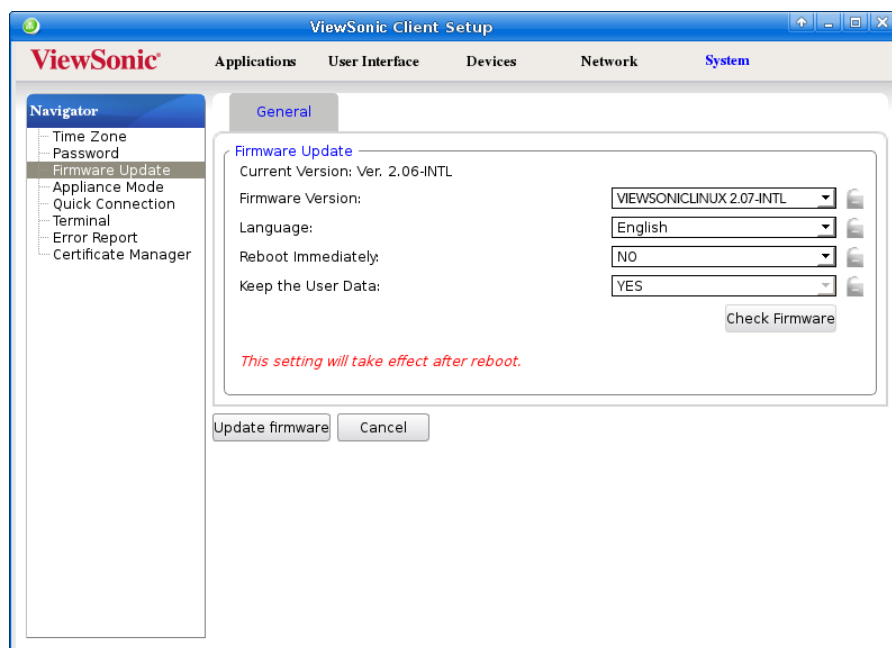 ViewSonic Client Setup
ViewSonic®
Applications User Interface Devices Network System
Navigator
Time Zone
Password
Firmware Update
Appliance Mode
Quick Connection
Terminal
Error Report
Certificate Manager
General
Firmware Update
Current Version: Ver. 2.06-INTL
Firmware Version: VIEWSONICLINUX 2.07-INTL
Language: English
Reboot Immediately: NO
Keep the User Data: YES
Check Firmware
This setting will take effect after reboot.
Update firmware Cancel